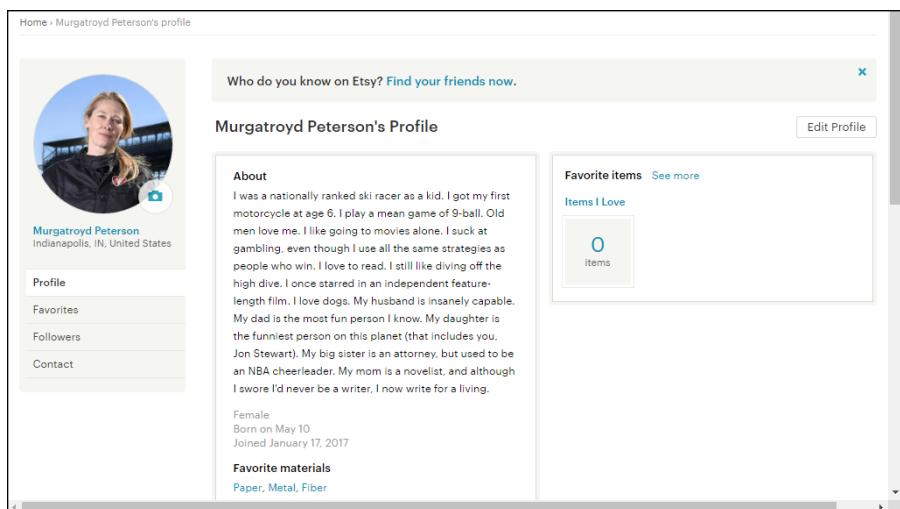 Home › Murgatroyd Peterson's profile
Who do you know on Etsy? Find your friends now.
×
Murgatroyd Peterson's Profile
Edit Profile
Murgatroyd Peterson
Indianapolis, IN, United States
Profile
Favorites
Followers
Contact
About
I was a nationally ranked ski racer as a kid. I got my first
motorcycle at age 6. I play a mean game of 9-ball. Old
men love me. I like going to movies alone. I suck at
gambling, even though I use all the same strategies as
people who win. I love to read. I still like diving off the
high dive. I once starred in an independent feature-
length film. I love dogs. My husband is insanely capable.
My dad is the most fun person I know. My daughter is
the funniest person on this planet (that includes you,
Jon Stewart). My big sister is an attorney, but used to be
an NBA cheerleader. My mom is a novelist, and although
I swore I'd never be a writer, I now write for a living.
Female
Born on May 10
Joined January 17, 2017
Favorite materials
Paper, Metal, Fiber
Favorite items See more
Items I Love
0
items